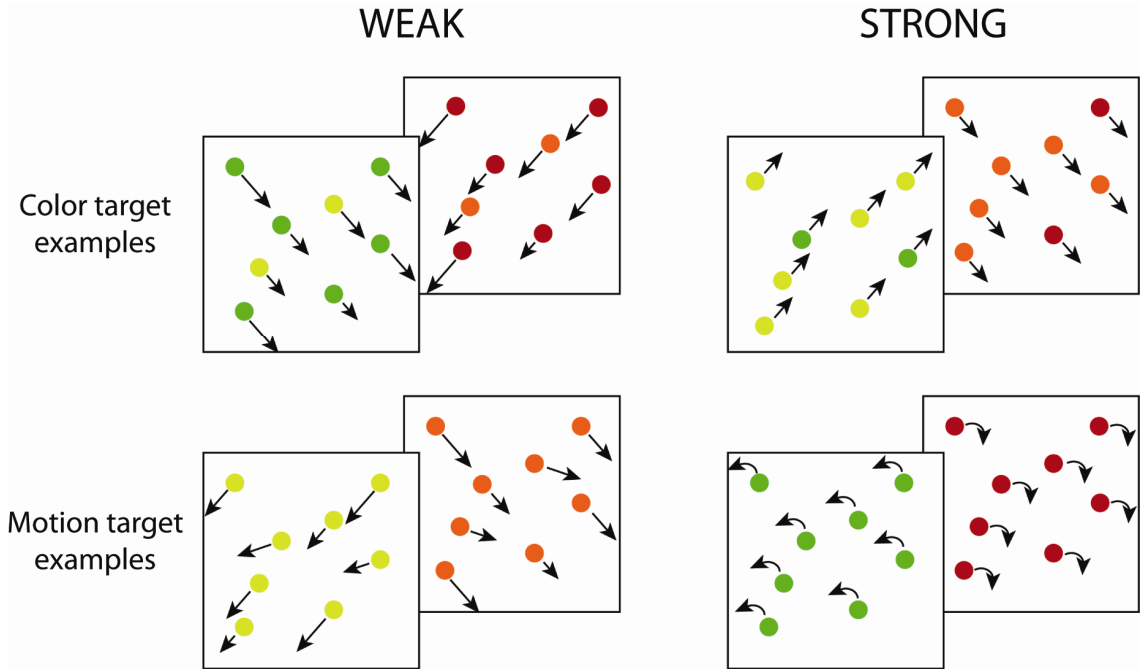 WEAK
STRONG
Color target
examples
Motion target
examples